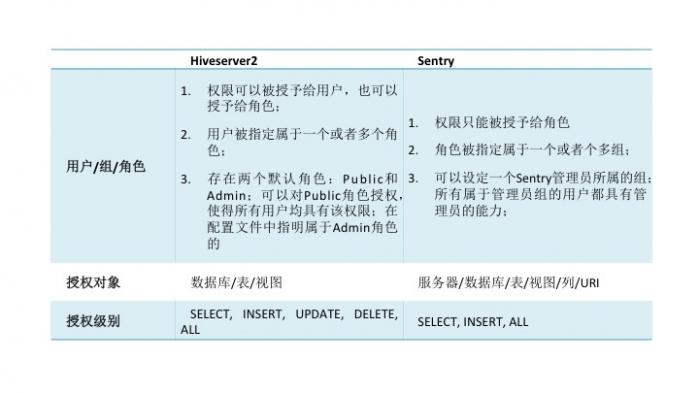 Hiveserver2 Sentry
用户/组/角色
1. 权限可以被授予给用户，也可以
授予给角色；
2. 用户被指定属于一个或者多个角
色；
3. 存在两个默认角色：Public和
Admin；可以对Public角色授权，
使得所有用户均具有该权限；在
配置文件中指明属于Admin角色
的
1. 权限只能被授予给角色
2. 角色被指定属于一个或者个多组；
3. 可以设定一个Sentry管理员所属的组；
所有属于管理员组的用户都具有管
理员的能力；
授权对象 数据库/表/视图 服务器/数据库/表/视图/列/URI
授权级别
SELECT, INSERT, UPDATE, DELETE,
ALL
SELECT, INSERT, ALL